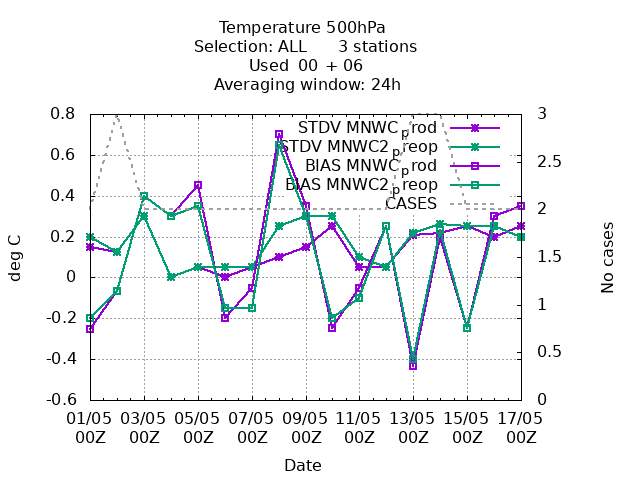 Temperature 500hPa
Selection: ALL 3 stations
Used 00 + 06
Averaging window: 24h
STDV MNWC_prod
STDV MNWC2_preop
BIAS MNWC_prod
BIAS MNWC2_preop
CASES
0.8
0.6
0.4
0.2
0
-0.2
-0.4
-0.6
deg C
3
2.5
2
1.5
1
0.5
0
No cases
01/05 03/05 05/05 07/05 09/05 11/05 13/05 15/05 17/05
00Z 00Z 00Z 00Z 00Z 00Z 00Z 00Z 00Z
Date